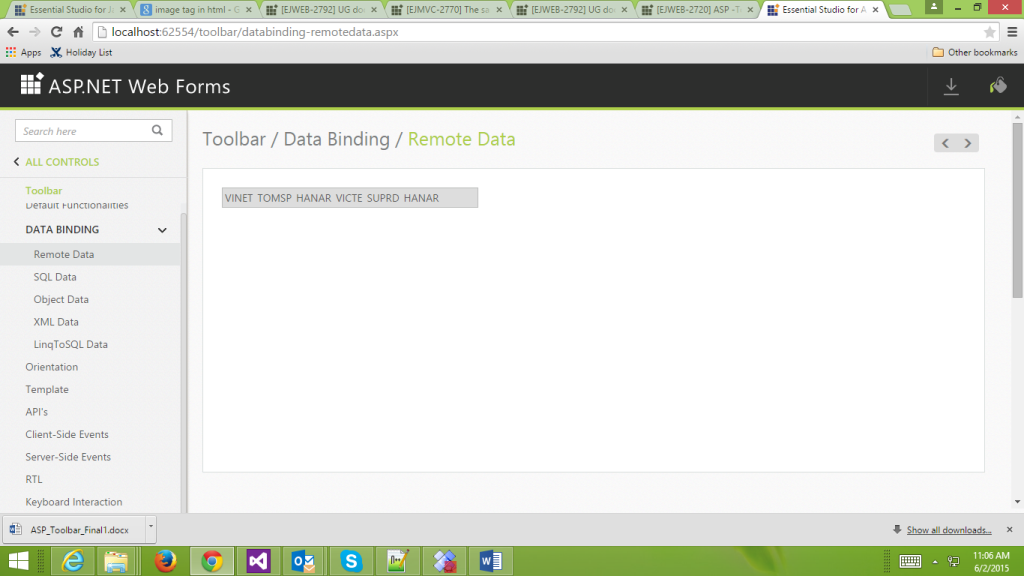 Essential Studio for J
image tag in html - G
[EJWEB-2792] UG do
[EJMVC-2770] The sa
[EJWEB-2792] UG do
[EJWEB-2720] ASP -T
Essential Studio for A
localhost:62554/toolbar/databinding-remotedata.aspx
Apps Holiday List Other bookmarks
ASP.NET Web Forms
Search here
Toolbar / Data Binding / Remote Data
ALL CONTROLS
Toolbar
Default Functionalities
DATA BINDING
Remote Data
SQL Data
Object Data
XML Data
LinqToSQL Data
Orientation
Template
API's
Client-Side Events
Server-Side Events
RTL
Keyboard Interaction
VINET TOMSP HANAR VICTE SUPRD HANAR
ASP_Toolbar_Final1.docx
Show all downloads...
11:06 AM
6/2/2015